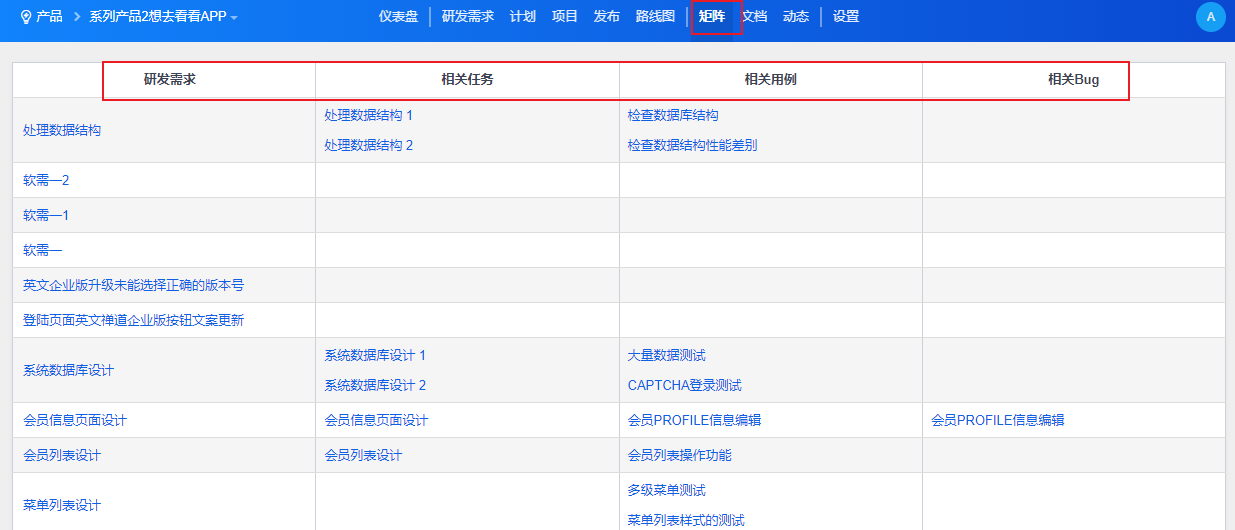 产品 系列产品2想去看看APP 仪表盘 研发需求 计划 项目 发布 路线图 矩阵 文档 动态 设置 A
研发需求 相关任务 相关用例 相关Bug
处理数据结构
处理数据结构 1
处理数据结构 2
检查数据库结构
检查数据结构性能差别
软需一2
软需一1
软需一
英文企业版升级未能选择正确的版本号
登陆页面英文禅道企业版按钮文案更新
系统数据库设计
系统数据库设计 1
系统数据库设计 2
大量数据测试
CAPTCHA登录测试
会员信息页面设计 会员信息页面设计 会员PROFILE信息编辑 会员PROFILE信息编辑
会员列表设计 会员列表设计 会员列表操作功能
菜单列表设计
多级菜单测试
菜单列表样式的测试